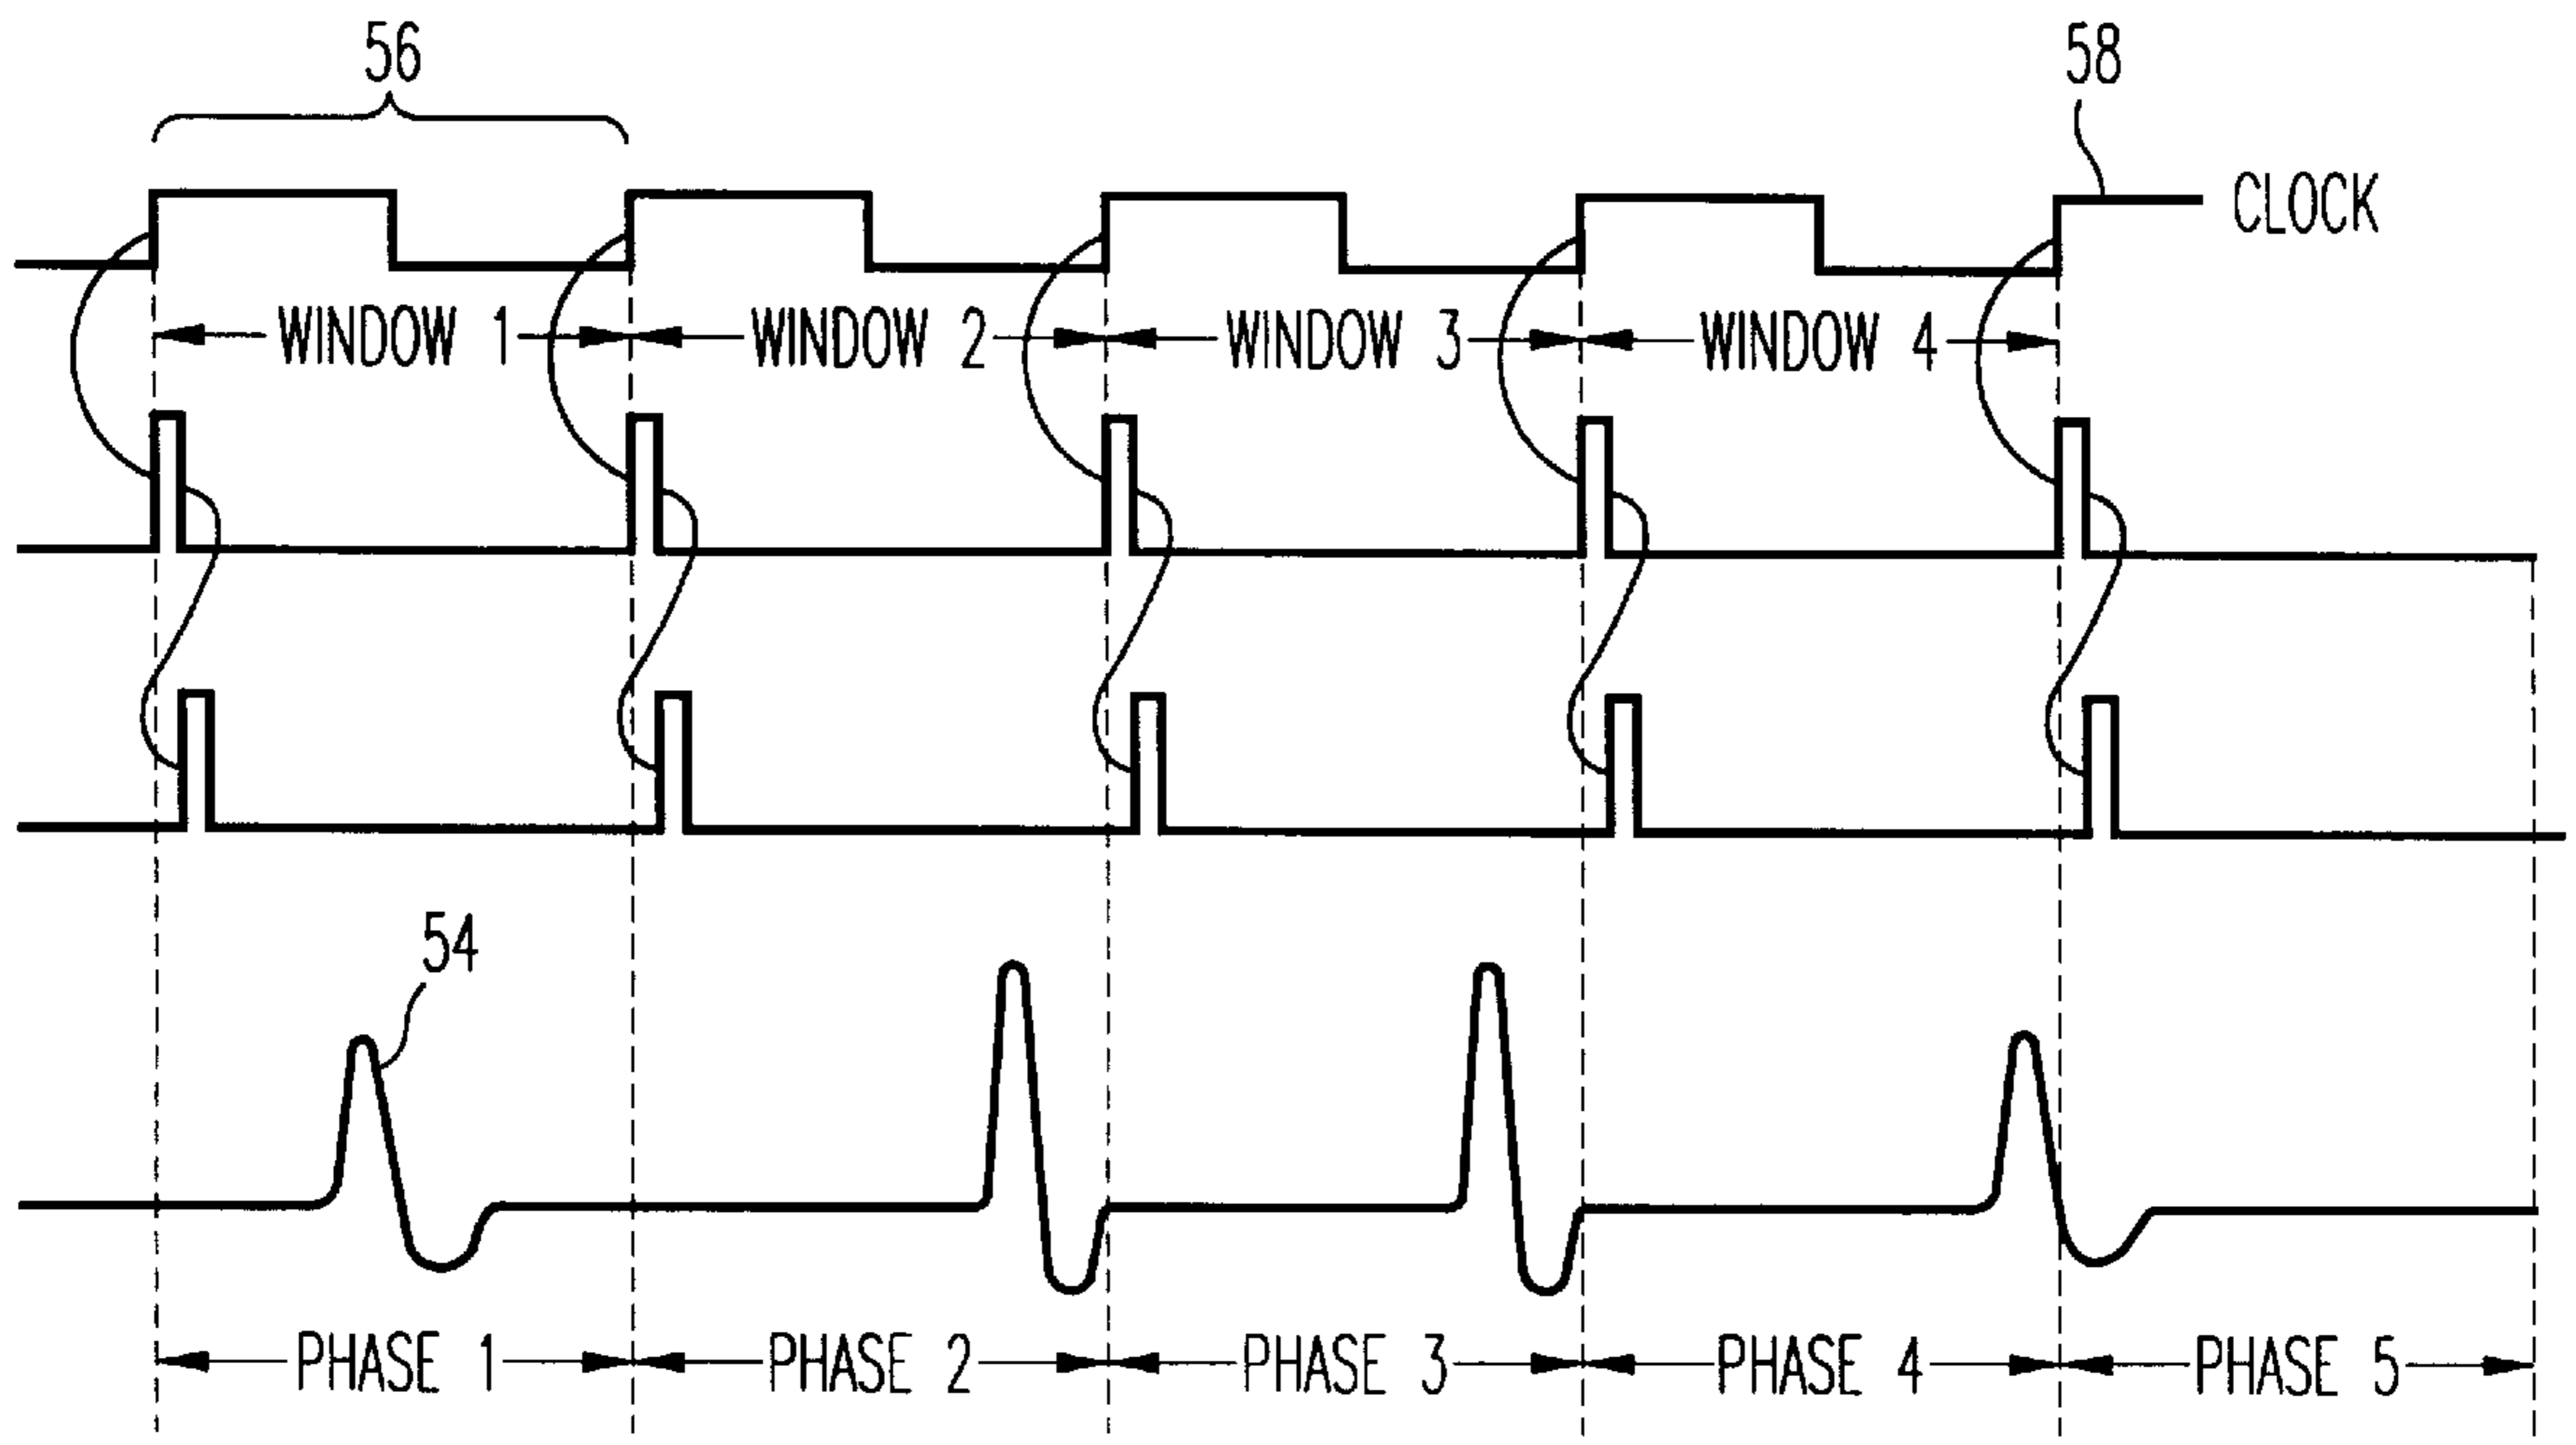 56
58
CLOCK
WINDOW 1
WINDOW 2
WINDOW 3
WINDOW 4
54
PHASE 1
PHASE 2
PHASE 3
PHASE 4
PHASE 5